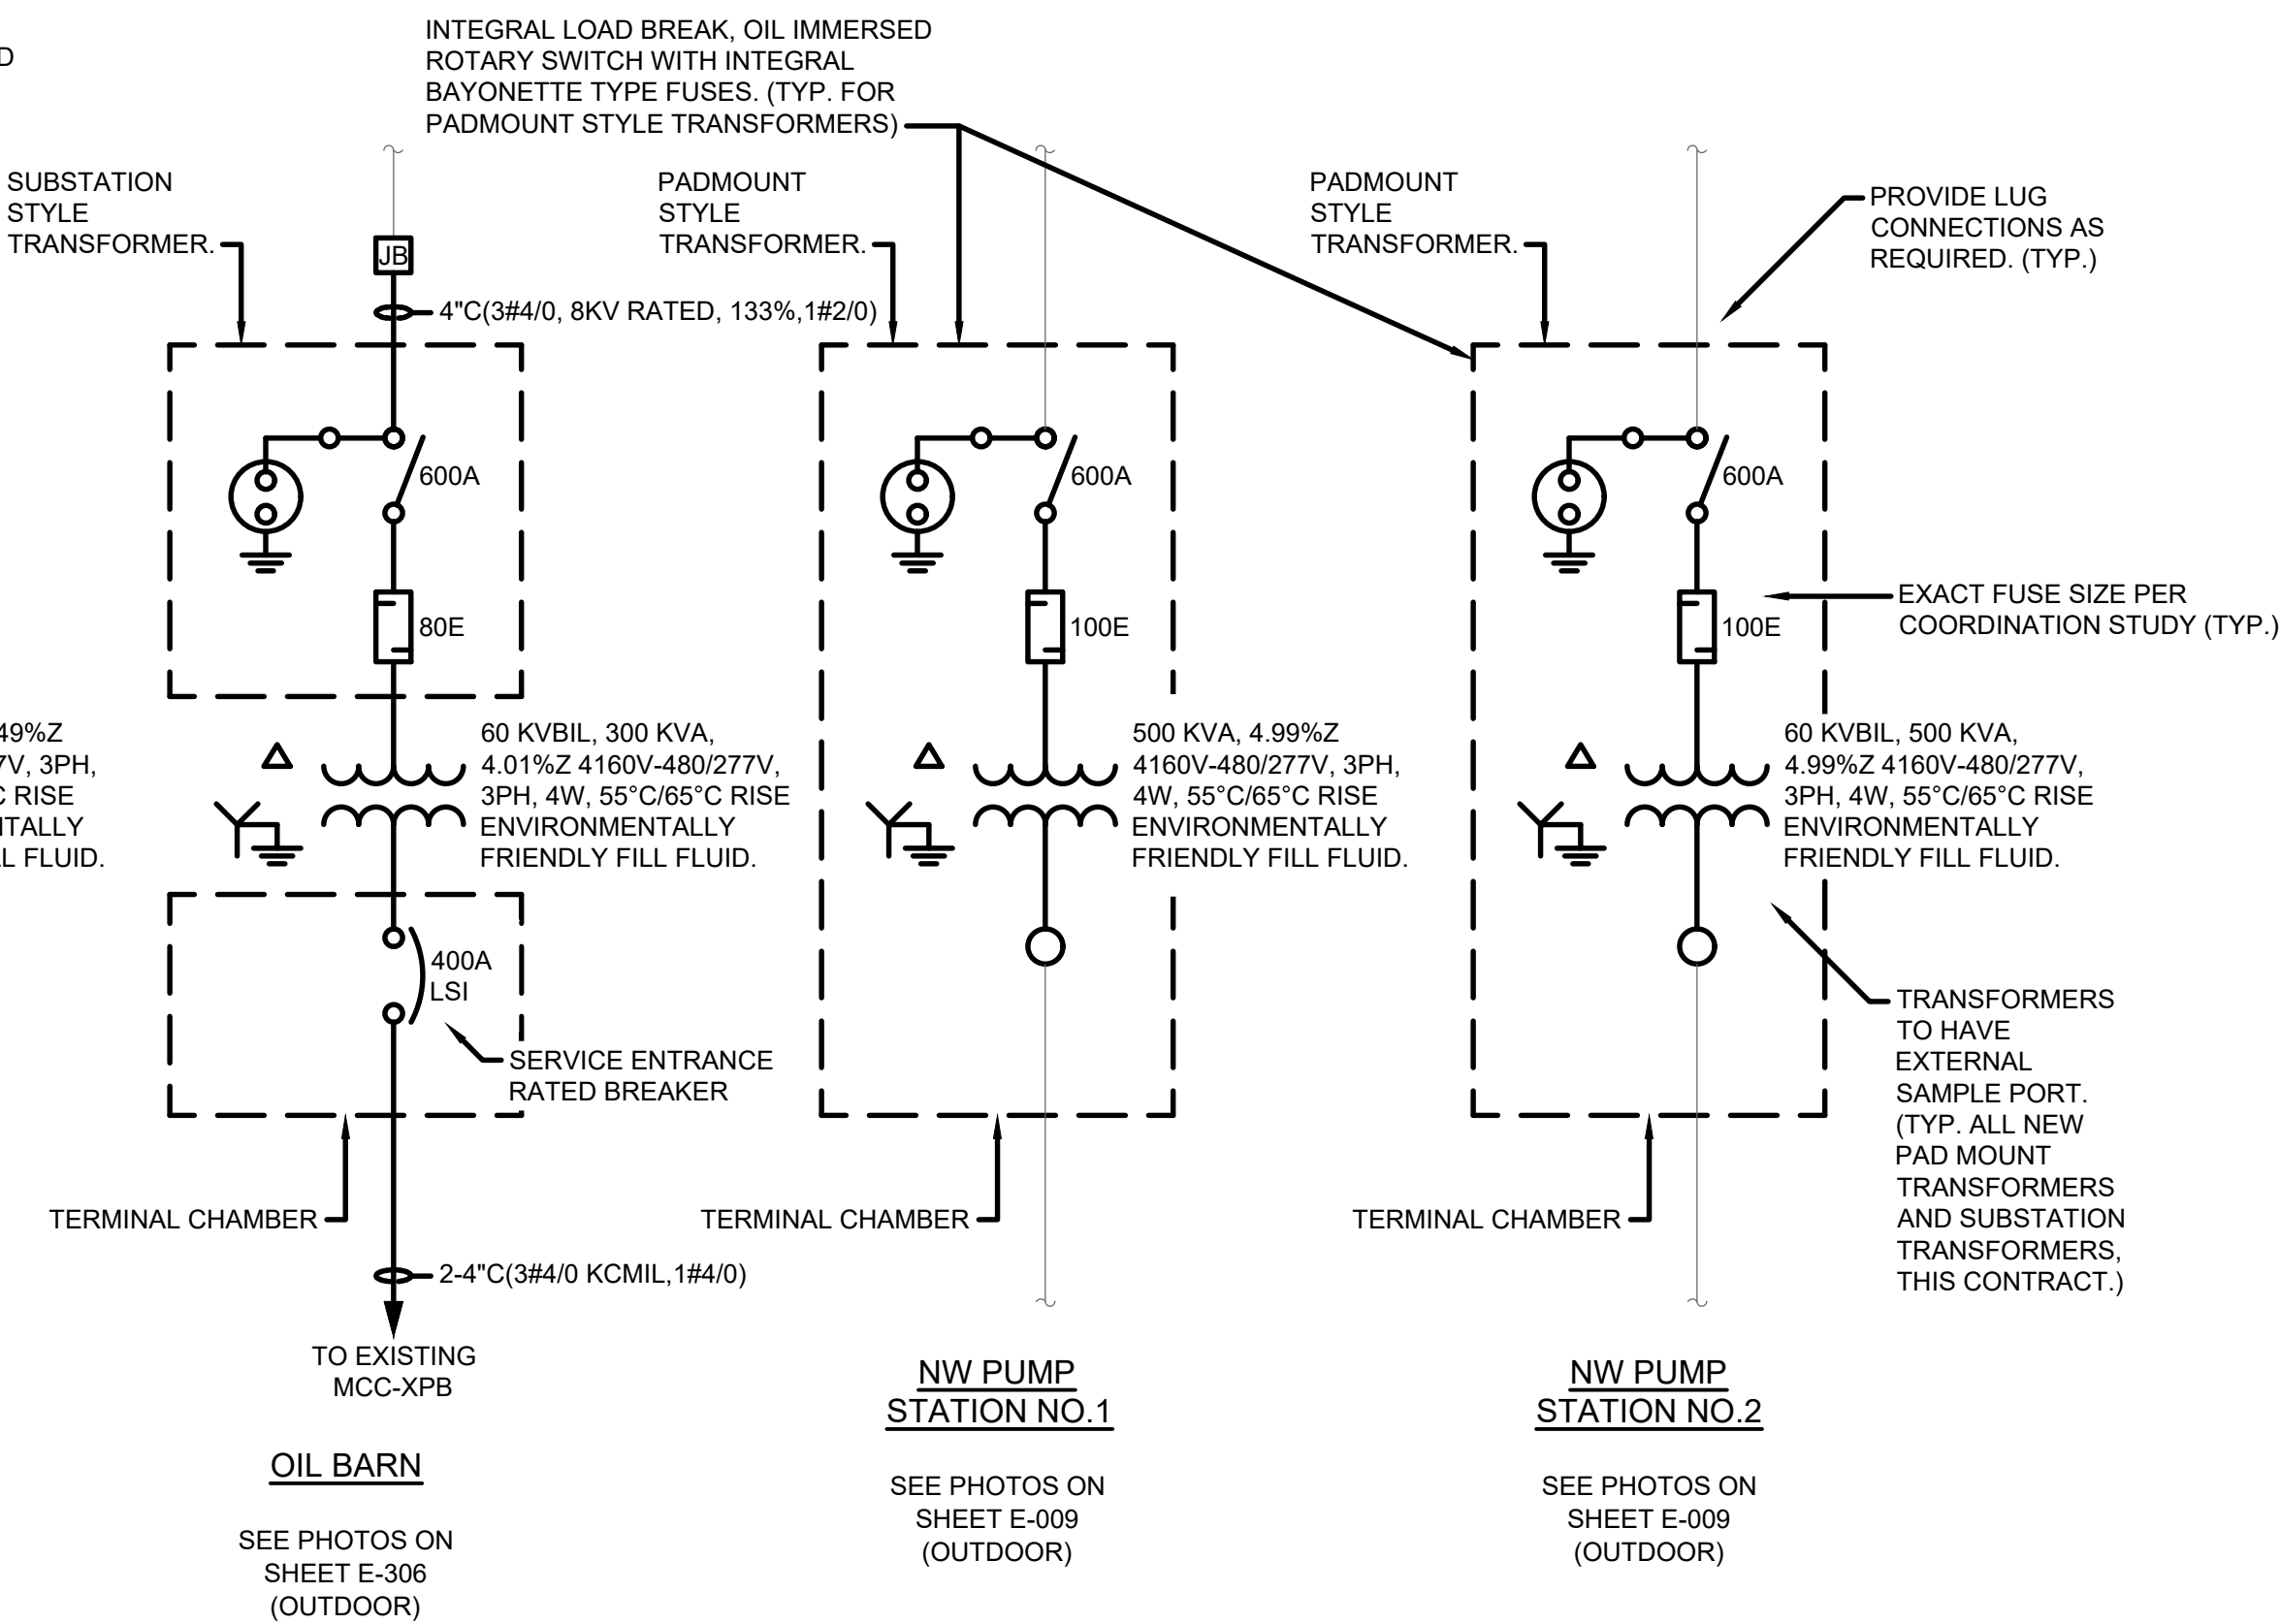 INTEGRAL LOAD BREAK, OIL IMMERSED
ROTARY SWITCH WITH INTEGRAL
BAYONETTE TYPE FUSES. (TYP. FOR
PADMOUNT STYLE TRANSFORMERS)
D
SUBSTATION
STYLE
TRANSFORMER.
PADMOUNT
STYLE
TRANSFORMER.
PADMOUNT
STYLE
TRANSFORMER.
PROVIDE LUG
CONNECTIONS AS
REQUIRED. (TYP.)
JB
4"C(3#4/0, 8KV RATED, 133%,1#2/0)
600A
600A
600A
80E
100E
100E
EXACT FUSE SIZE PER
COORDINATION STUDY (TYP.)
49%Z
7V, 3PH,
C RISE
NTALLY
LL FLUID.
60 KVBIL, 300 KVA,
4.01%Z 4160V-480/277V,
3PH, 4W, 55°C/65°C RISE
ENVIRONMENTALLY
FRIENDLY FILL FLUID.
500 KVA, 4.99%Z
4160V-480/277V, 3PH,
4W, 55°C/65°C RISE
ENVIRONMENTALLY
FRIENDLY FILL FLUID.
60 KVBIL, 500 KVA,
4.99%Z 4160V-480/277V,
3PH, 4W, 55°C/65°C RISE
ENVIRONMENTALLY
FRIENDLY FILL FLUID.
400A
LSI
SERVICE ENTRANCE
RATED BREAKER
TRANSFORMERS
TO HAVE
EXTERNAL
SAMPLE PORT.
(TYP. ALL NEW
PAD MOUNT
TRANSFORMERS
AND SUBSTATION
TRANSFORMERS,
THIS CONTRACT.)
TERMINAL CHAMBER
TERMINAL CHAMBER
TERMINAL CHAMBER
2-4"C(3#4/0 KCMIL,1#4/0)
TO EXISTING
MCC-XPB
OIL BARN
SEE PHOTOS ON
SHEET E-306
(OUTDOOR)
NW PUMP
STATION NO.1
SEE PHOTOS ON
SHEET E-009
(OUTDOOR)
NW PUMP
STATION NO.2
SEE PHOTOS ON
SHEET E-009
(OUTDOOR)